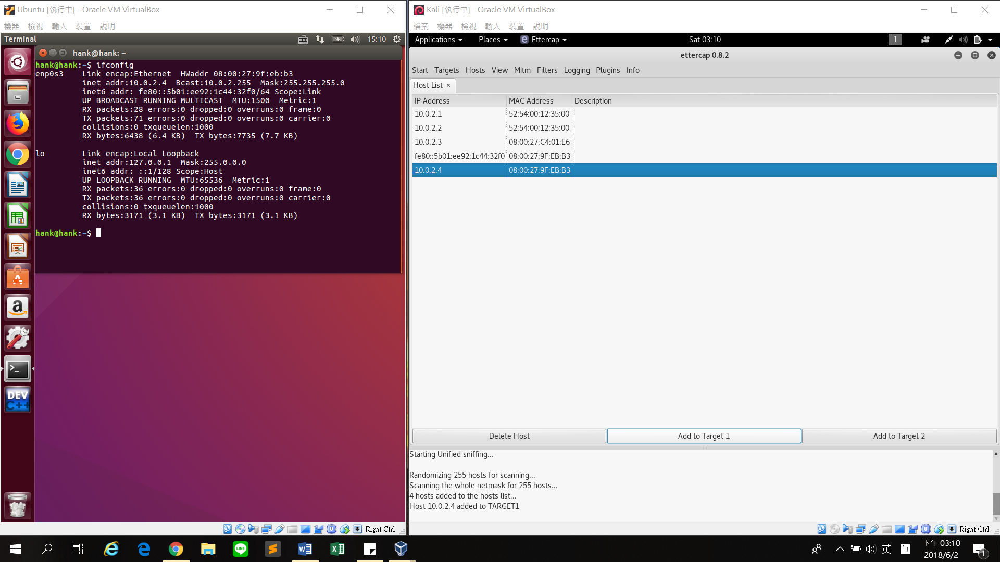 Ubuntu [執行中] - Oracle VM VirtualBox
機器 檢視 輸入 裝置 說明
Terminal
15:10
hank@hank: ~
hank@hank:~$ ifconfig
enp0s3    Link encap:Ethernet  HWaddr 08:00:27:9f:eb:b3
          inet addr:10.0.2.4  Bcast:10.0.2.255  Mask:255.255.255.0
          inet6 addr: fe80::5b01:ee92:1c44:32f0/64 Scope:Link
          UP BROADCAST RUNNING MULTICAST  MTU:1500  Metric:1
          RX packets:28 errors:0 dropped:0 overruns:0 frame:0
          TX packets:71 errors:0 dropped:0 overruns:0 carrier:0
          collisions:0 txqueuelen:1000
          RX bytes:6438 (6.4 KB)  TX bytes:7735 (7.7 KB)
lo        Link encap:Local Loopback
          inet addr:127.0.0.1  Mask:255.0.0.0
          inet6 addr: ::1/128 Scope:Host
          UP LOOPBACK RUNNING  MTU:65536  Metric:1
          RX packets:36 errors:0 dropped:0 overruns:0 frame:0
          TX packets:36 errors:0 dropped:0 overruns:0 carrier:0
          collisions:0 txqueuelen:1000
          RX bytes:3171 (3.1 KB)  TX bytes:3171 (3.1 KB)
hank@hank:~$
DEV
C++
Right Ctrl
Kali [執行中] - Oracle VM VirtualBox
檔案 機器 檢視 輸入 裝置 說明
Applications Places Ettercap Sat 03:10 1
ettercap 0.8.2
Start Targets Hosts View Mitm Filters Logging Plugins Info
Host List ×
IP Address MAC Address Description
10.0.2.1 52:54:00:12:35:00
10.0.2.2 52:54:00:12:35:00
10.0.2.3 08:00:27:C4:01:E6
fe80::5b01:ee92:1c44:32f0 08:00:27:9F:EB:B3
10.0.2.4 08:00:27:9F:EB:B3
Delete Host Add to Target 1 Add to Target 2
Starting Unified sniffing...
Randomizing 255 hosts for scanning...
Scanning the whole netmask for 255 hosts...
4 hosts added to the hosts list...
Host 10.0.2.4 added to TARGET1
Right Ctrl
LINE
英
下午 03:10
2018/6/2
1